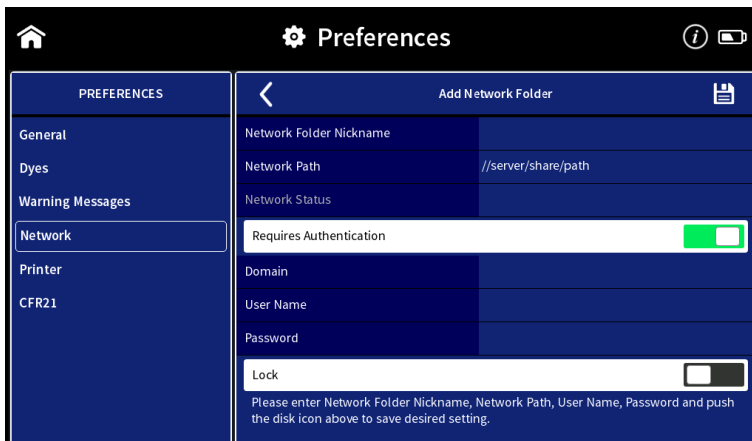 Preferences
PREFERENCES
General
Dyes
Warning Messages
Network
Printer
CFR21
Add Network Folder
Network Folder Nickname
Network Path //server/share/path
Network Status
Requires Authentication
Domain
User Name
Password
Lock
Please enter Network Folder Nickname, Network Path, User Name, Password and push
the disk icon above to save desired setting.